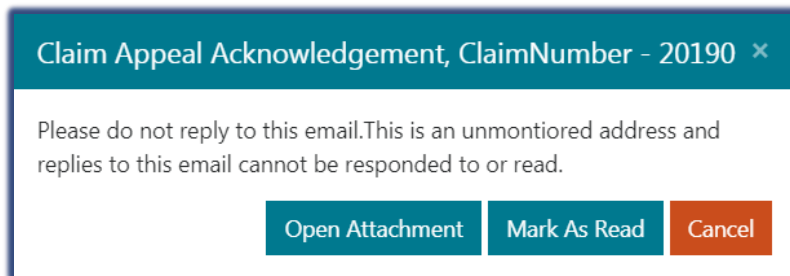 Claim Appeal Acknowledgement, ClaimNumber - 20190 ×
Please do not reply to this email.This is an unmontiored address and
replies to this email cannot be responded to or read.
Open Attachment Mark As Read Cancel